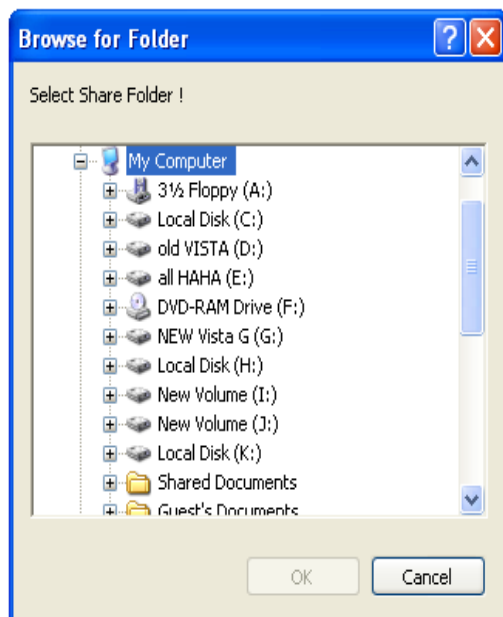 Browse for Folder
Select Share Folder !
My Computer
3½ Floppy (A:)
Local Disk (C:)
old VISTA (D:)
all HAHA (E:)
DVD-RAM Drive (F:)
NEW Vista G (G:)
Local Disk (H:)
New Volume (I:)
New Volume (J:)
Local Disk (K:)
Shared Documents
Guest's Documents
OK Cancel